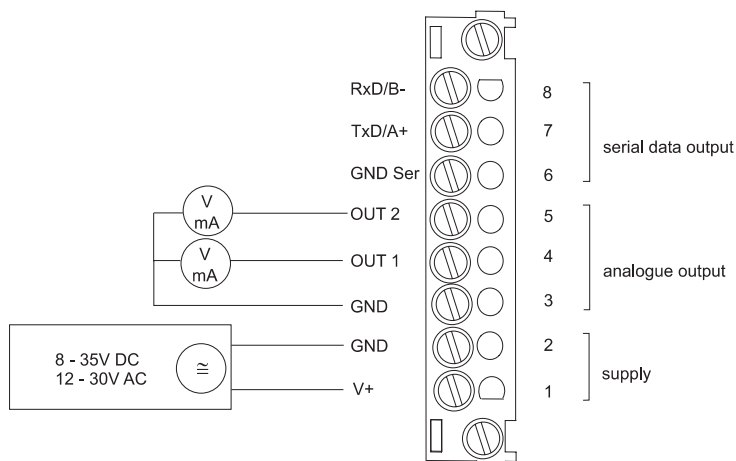 RxD/B-
8
TxD/A+
7
serial data output
GND Ser
6
V
mA
OUT 2
5
V
mA
OUT 1
4
analogue output
GND
3
GND
2
8 - 35V DC
12 - 30V AC
≅
supply
V+
1